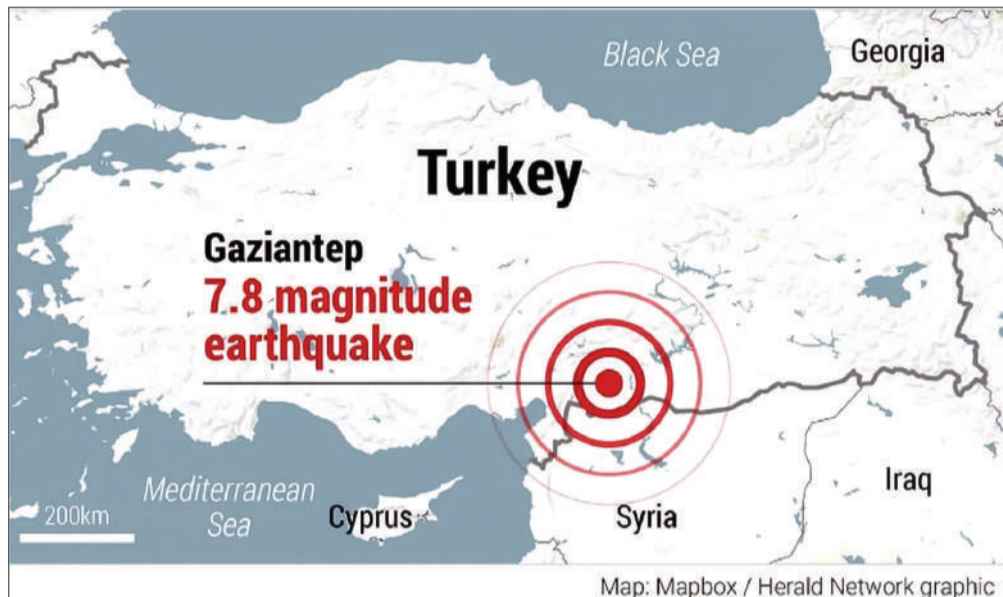 Black Sea
Georgia
Turkey
Gaziantep
7.8 magnitude
earthquake
Mediterranean
Sea
200km
Cyprus
Syria
Iraq
Map: Mapbox / Herald Network graphic